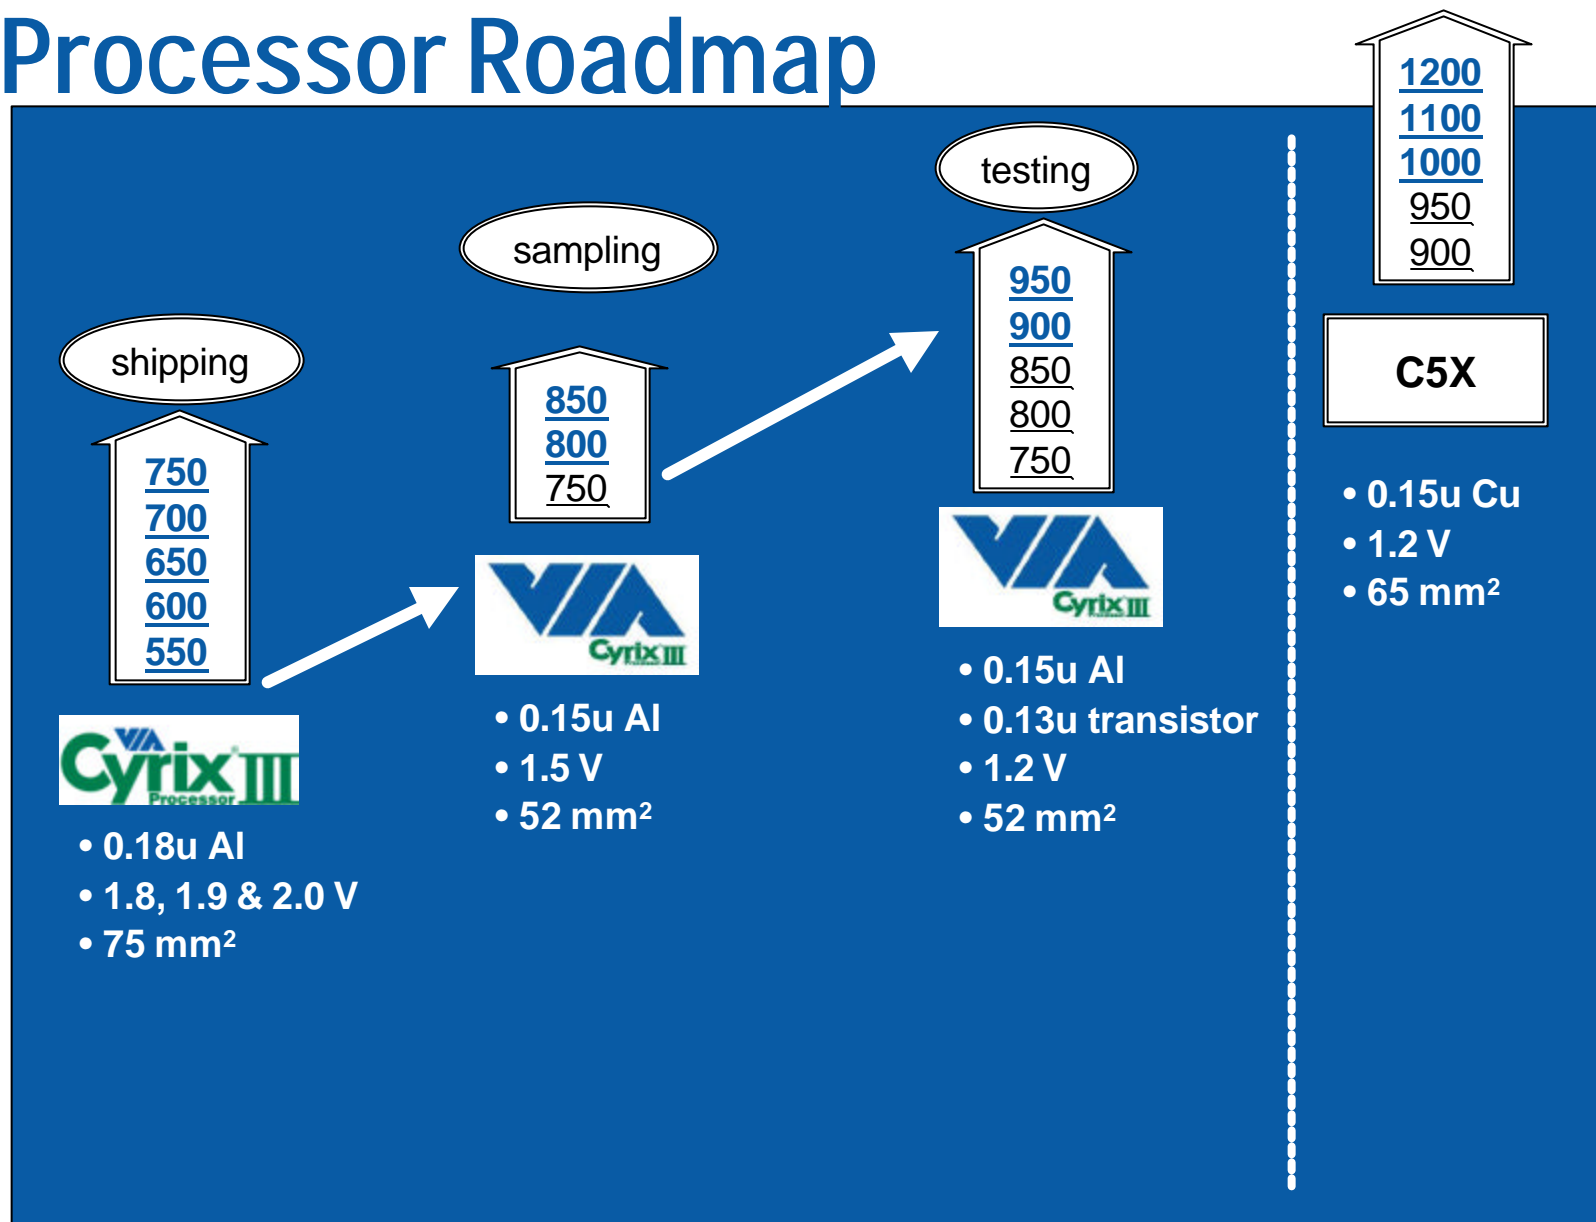 Processor Roadmap
shipping
750
700
650
600
550
VIA
Cyrix III
Processor
• 0.18u Al
• 1.8, 1.9 & 2.0 V
• 75 mm²
sampling
850
800
750
VIA
Cyrix III
• 0.15u Al
• 1.5 V
• 52 mm²
testing
950
900
850
800
750
VIA
Cyrix III
• 0.15u Al
• 0.13u transistor
• 1.2 V
• 52 mm²
1200
1100
1000
950
900
C5X
• 0.15u Cu
• 1.2 V
• 65 mm²